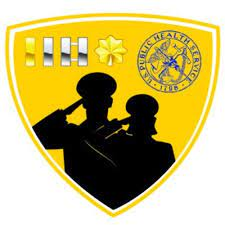 U.S. PUBLIC HEALTH SERVICE
1798